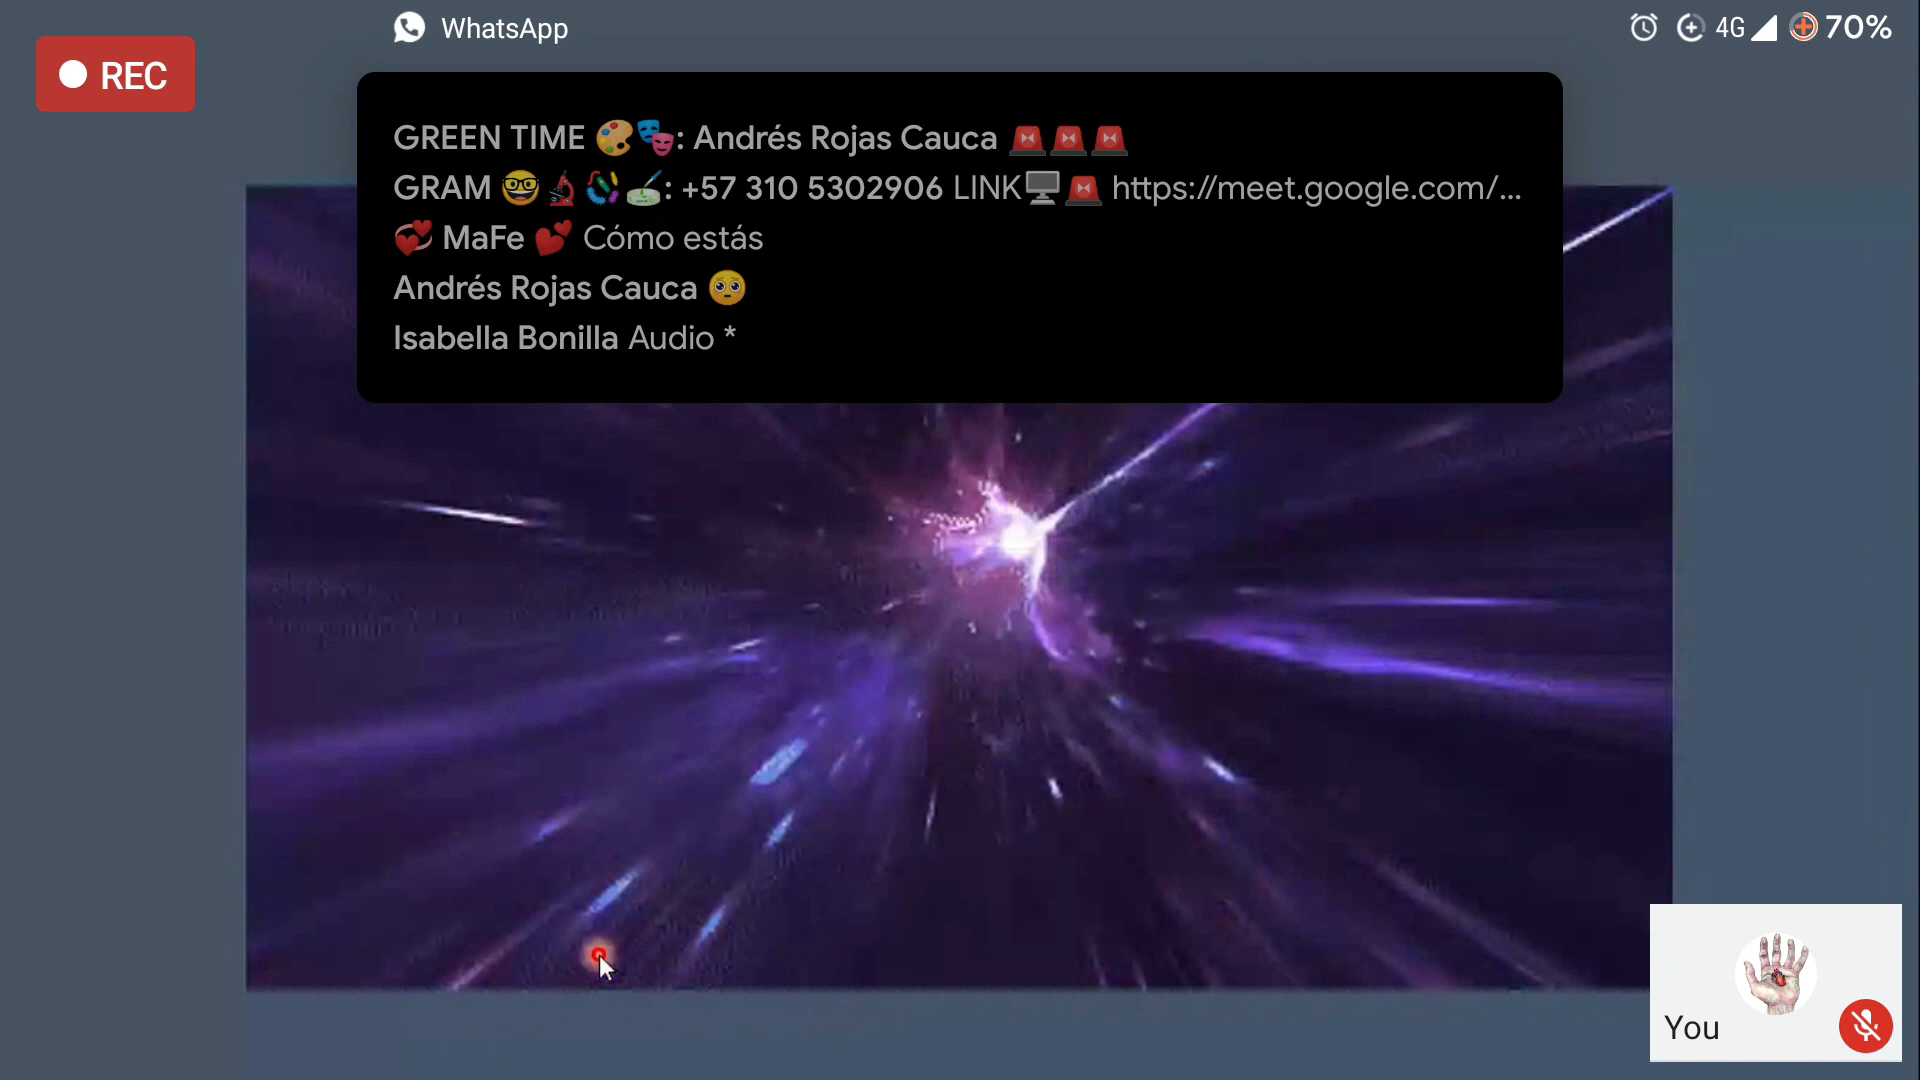 WhatsApp
4G 70%
REC
GREEN TIME 🎨🎭: Andrés Rojas Cauca 🚨🚨🚨
GRAM 🤓🔬🦠🧫: +57 310 5302906 LINK🖥️🚨 https://meet.google.com/...
💞 MaFe 💕 Cómo estás
Andrés Rojas Cauca 🥺
Isabella Bonilla Audio *
You